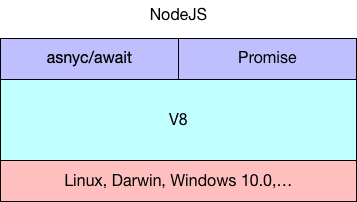 NodeJS
asnyc/await
Promise
V8
Linux, Darwin, Windows 10.0,...